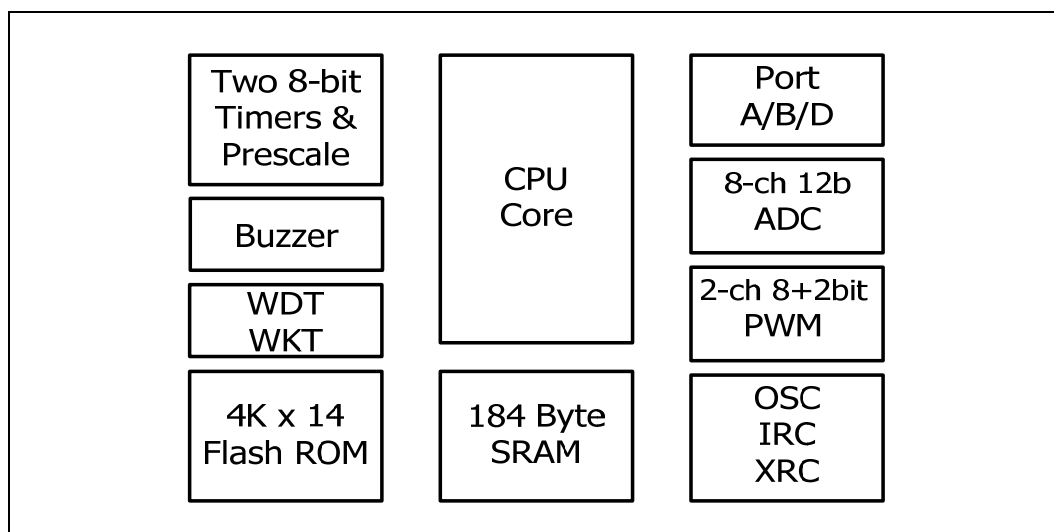 Two 8-bit
Timers &
Prescale
Buzzer
WDT
WKT
4K x 14
Flash ROM
CPU
Core
184 Byte
SRAM
Port
A/B/D
8-ch 12b
ADC
2-ch 8+2bit
PWM
OSC
IRC
XRC